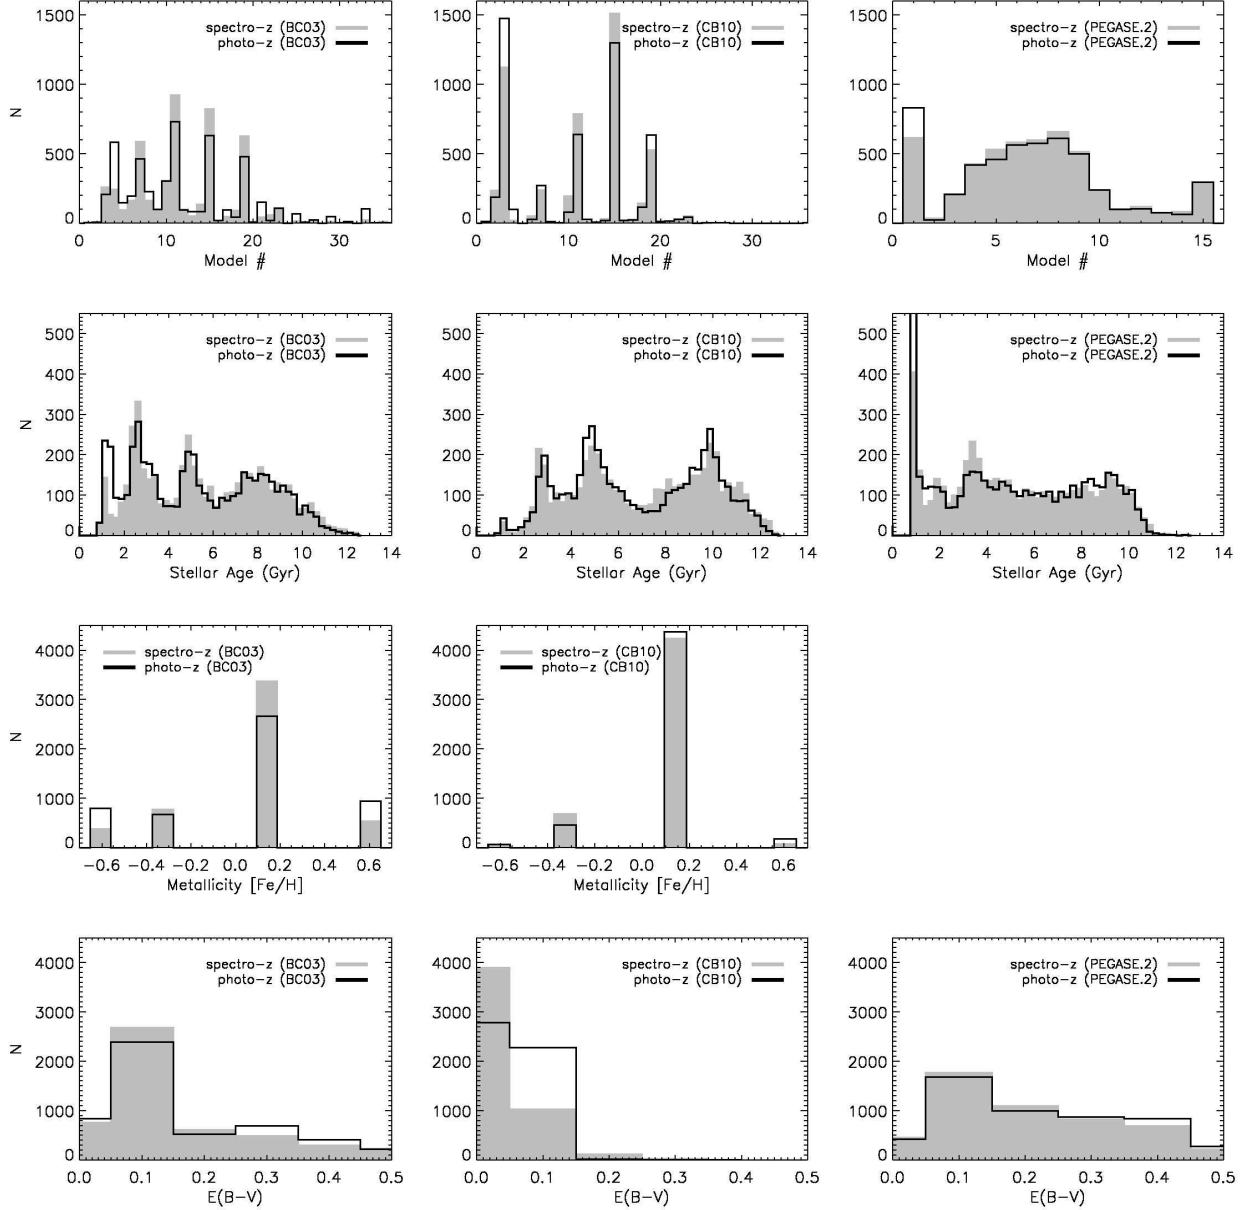 spectro-z (BC03)
photo-z (BC03)
1500
1000
500
0
N
0 10 20 30
Model #
spectro-z (CB10)
photo-z (CB10)
1500
1000
500
0
0 10 20 30
Model #
spectro-z (PEGASE.2)
photo-z (PEGASE.2)
1500
1000
500
0
5 10 15
Model #
spectro-z (BC03)
photo-z (BC03)
500
400
300
200
100
0
N
0 2 4 6 8 10 12 14
Stellar Age (Gyr)
spectro-z (CB10)
photo-z (CB10)
500
400
300
200
100
0
0 2 4 6 8 10 12 14
Stellar Age (Gyr)
spectro-z (PEGASE.2)
photo-z (PEGASE.2)
500
400
300
200
100
0
0 2 4 6 8 10 12 14
Stellar Age (Gyr)
spectro-z (BC03)
photo-z (BC03)
4000
3000
2000
1000
0
N
-0.6 -0.4 -0.2 0.0 0.2 0.4 0.6
Metallicity [Fe/H]
spectro-z (CB10)
photo-z (CB10)
4000
3000
2000
1000
0
-0.6 -0.4 -0.2 0.0 0.2 0.4 0.6
Metallicity [Fe/H]
spectro-z (BC03)
photo-z (BC03)
4000
3000
2000
1000
0
N
0.0 0.1 0.2 0.3 0.4 0.5
E(B-V)
spectro-z (CB10)
photo-z (CB10)
4000
3000
2000
1000
0
0.0 0.1 0.2 0.3 0.4 0.5
E(B-V)
spectro-z (PEGASE.2)
photo-z (PEGASE.2)
4000
3000
2000
1000
0
0.0 0.1 0.2 0.3 0.4 0.5
E(B-V)